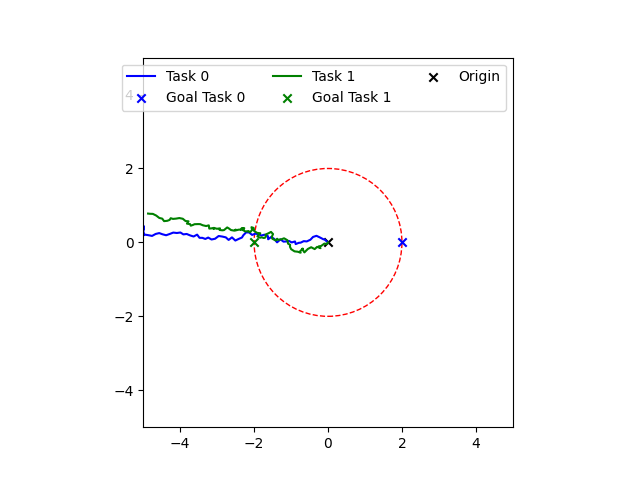 Task 0 Task 1 Origin
Goal Task 0 Goal Task 1
4
2
0
−2
−4
−4 −2 0 2 4